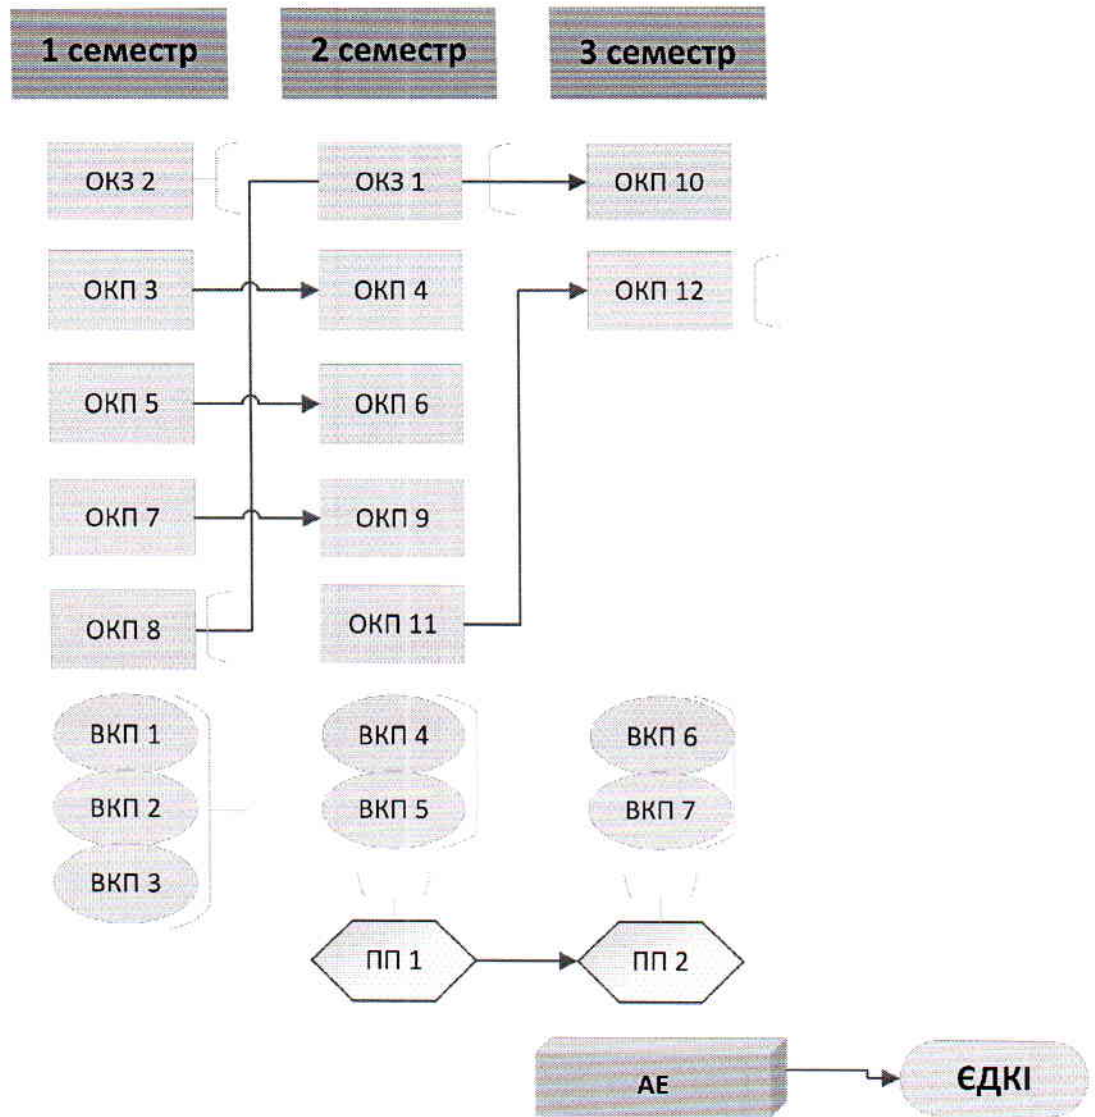 1 семестр
2 семестр
3 семестр
ОКЗ 2
ОКЗ 1
ОКП 10
ОКП 3
ОКП 4
ОКП 12
ОКП 5
ОКП 6
ОКП 7
ОКП 9
ОКП 8
ОКП 11
ВКП 1
ВКП 4
ВКП 6
ВКП 2
ВКП 5
ВКП 7
ВКП 3
ПП 1
ПП 2
АЕ
ЄДКІ